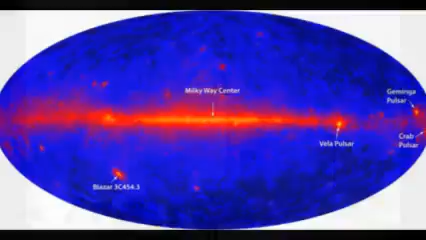 Milky Way Center
Geminga
Pulsar
Vela Pulsar
Crab
Pulsar
Blazar 3C454.3